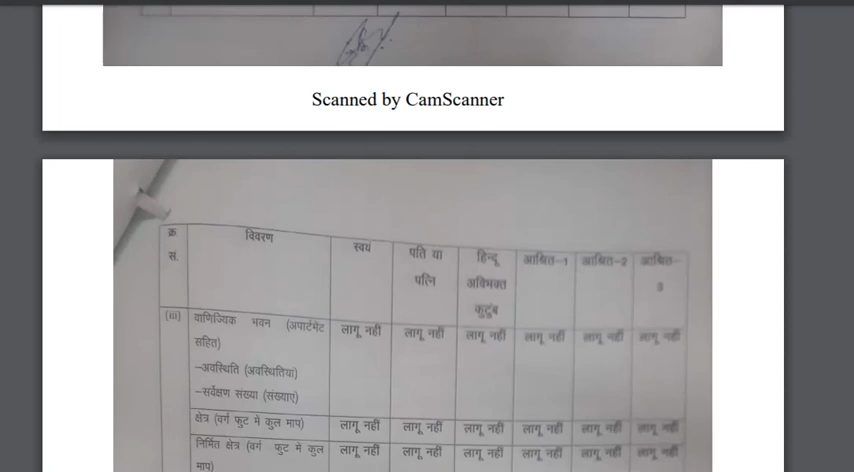 Scanned by CamScanner
क्र सं. विवरण स्वयं पति या पत्नि हिन्दू अविभक्त कुटुंब आश्रित-1 आश्रित-2 आश्रित-3
(iii) वाणिज्यिक भवन (अपार्टमेट लागू नहीं लागू नहीं लागू नहीं लागू नहीं लागू नहीं लागू नहीं
सहित)
-अवस्थिति (अवस्थितियां)
-सर्वेक्षण संख्या (संख्याएं)
क्षेत्र (वर्ग फुट मे कुल माप) लागू नहीं लागू नहीं लागू नहीं लागू नहीं लागू नहीं लागू नहीं
निर्मित क्षेत्र (वर्ग फुट मे कुल लागू नहीं लागू नहीं लागू नहीं लागू नहीं लागू नहीं लागू नहीं
माप)